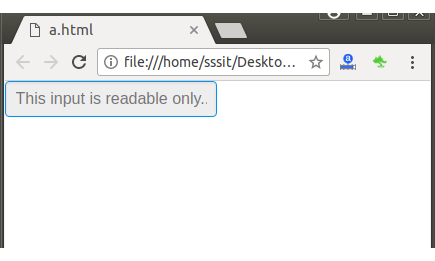 a.html
file:///home/sssit/Deskto...
This input is readable only..